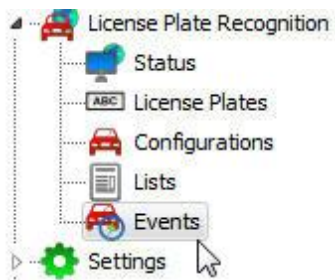 License Plate Recognition
Status
ABC License Plates
Configurations
Lists
Events
Settings